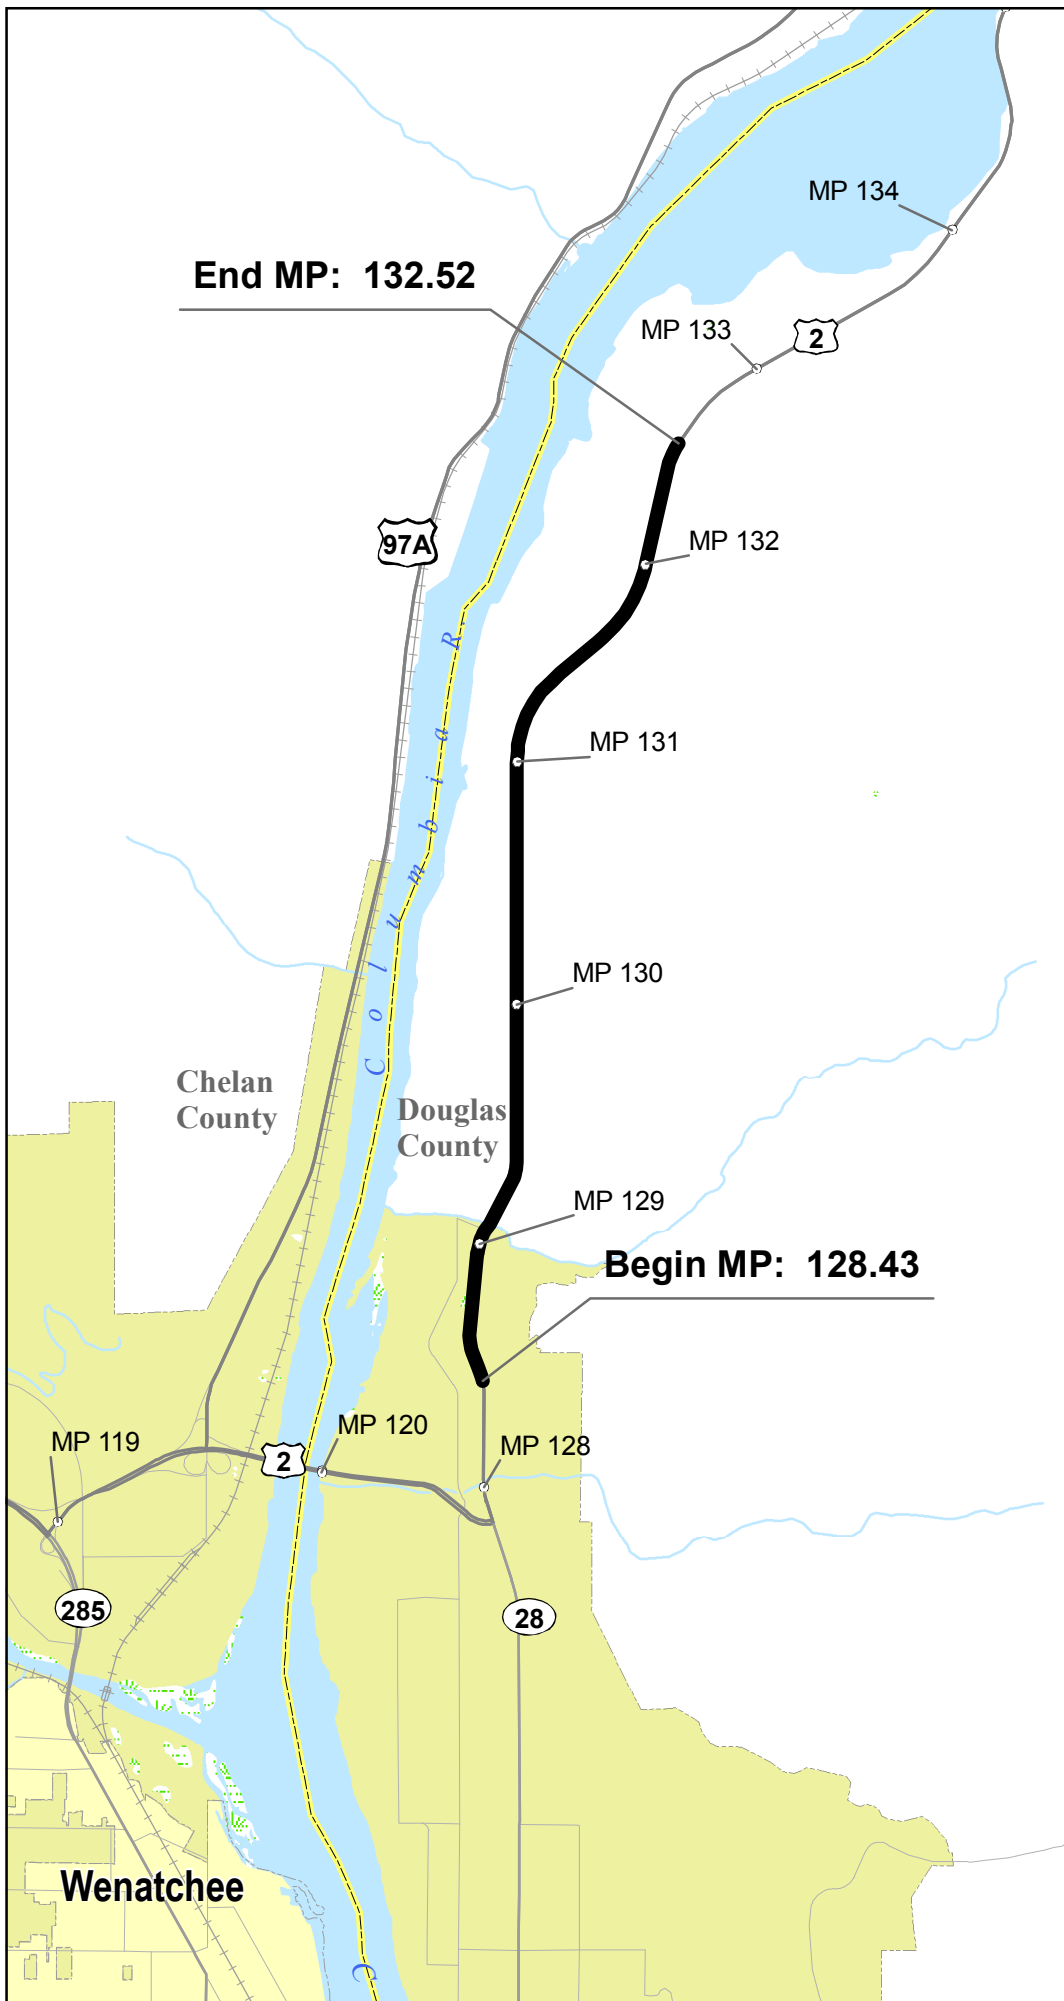 MP 134
End MP: 132.52
MP 133
2
97A
MP 132
Columbia R.
MP 131
MP 130
Chelan
County
Douglas
County
MP 129
Begin MP: 128.43
MP 119
2
MP 120
MP 128
285
28
Wenatchee
C